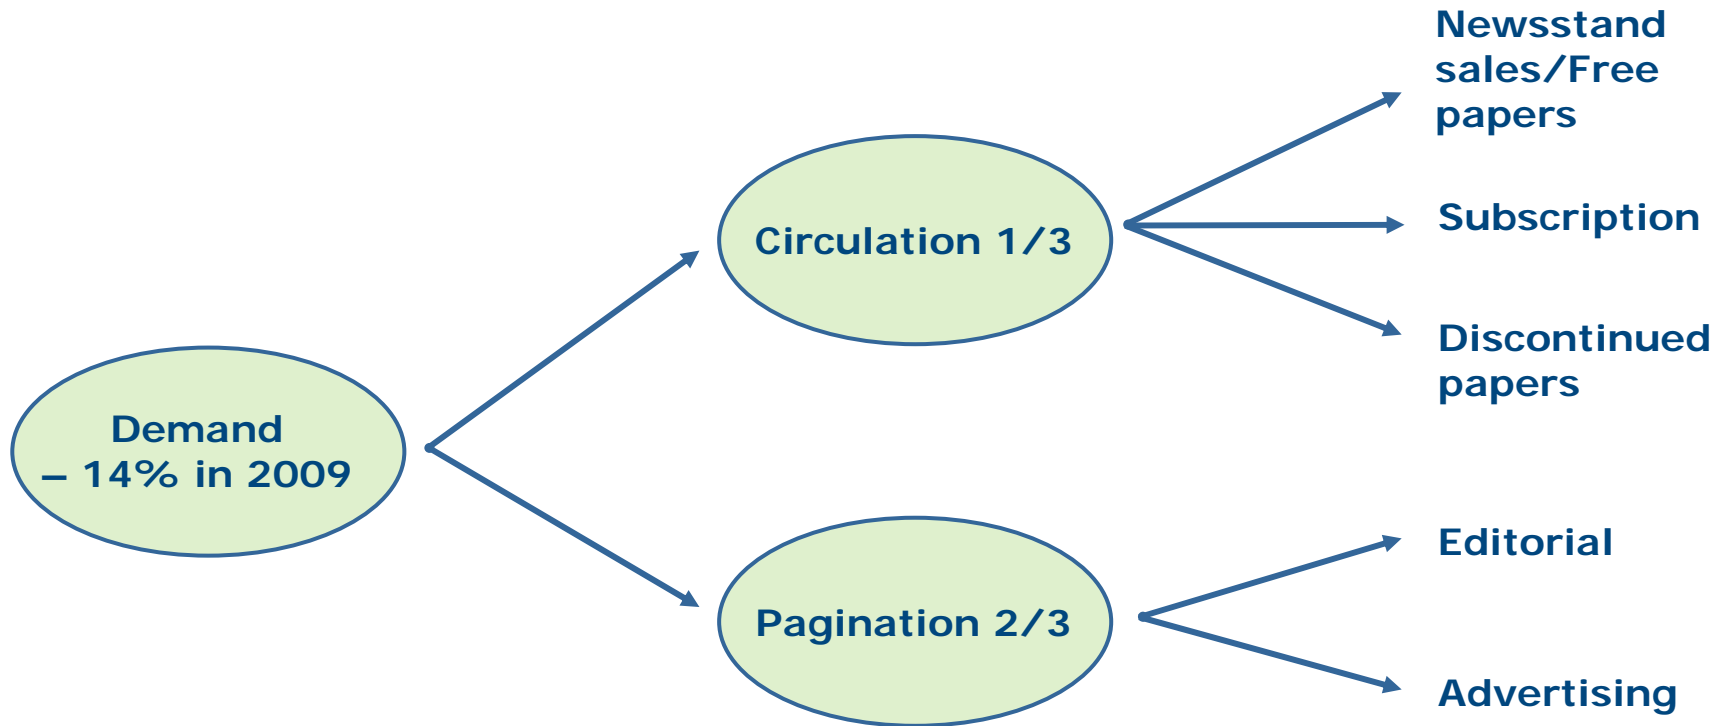 Newsstand
sales/Free
papers
Circulation 1/3
Subscription
Discontinued
papers
Demand
– 14% in 2009
Editorial
Pagination 2/3
Advertising